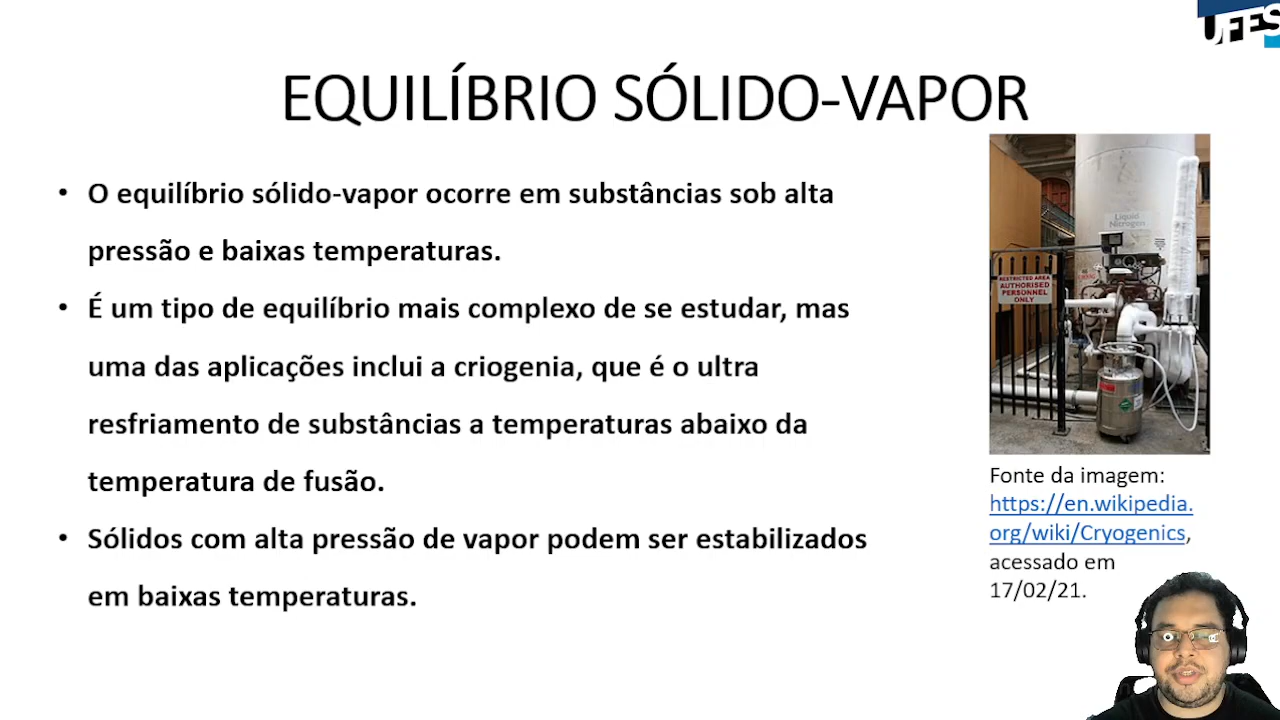 UFES
EQUILÍBRIO SÓLIDO-VAPOR
• O equilíbrio sólido-vapor ocorre em substâncias sob alta
pressão e baixas temperaturas.
• É um tipo de equilíbrio mais complexo de se estudar, mas
uma das aplicações inclui a criogenia, que é o ultra
resfriamento de substâncias a temperaturas abaixo da
temperatura de fusão.
• Sólidos com alta pressão de vapor podem ser estabilizados
em baixas temperaturas.
Liquid
Nitrogen
RESTRICTED AREA
AUTHORISED
PERSONNEL
ONLY
Fonte da imagem:
https://en.wikipedia.
org/wiki/Cryogenics,
acessado em
17/02/21.